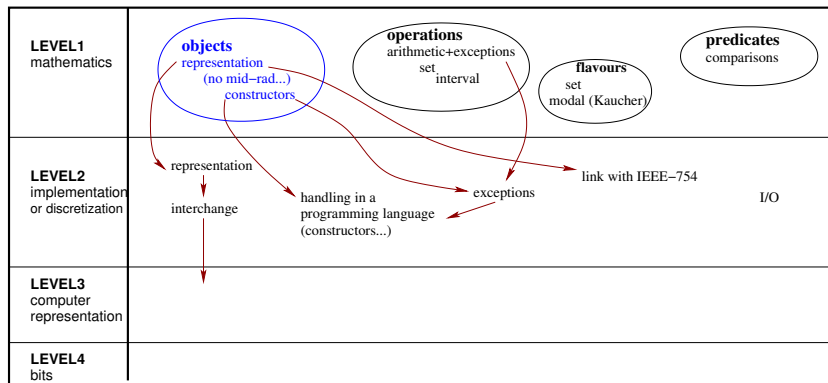 LEVEL1
mathematics
objects
representation
(no mid−rad...)
constructors
operations
arithmetic+exceptions
set
interval
flavours
set
modal (Kaucher)
predicates
comparisons
LEVEL2
implementation
or discretization
representation
interchange
handling in a
programming language
(constructors...)
exceptions
link with IEEE−754
I/O
LEVEL3
computer
representation
LEVEL4
bits